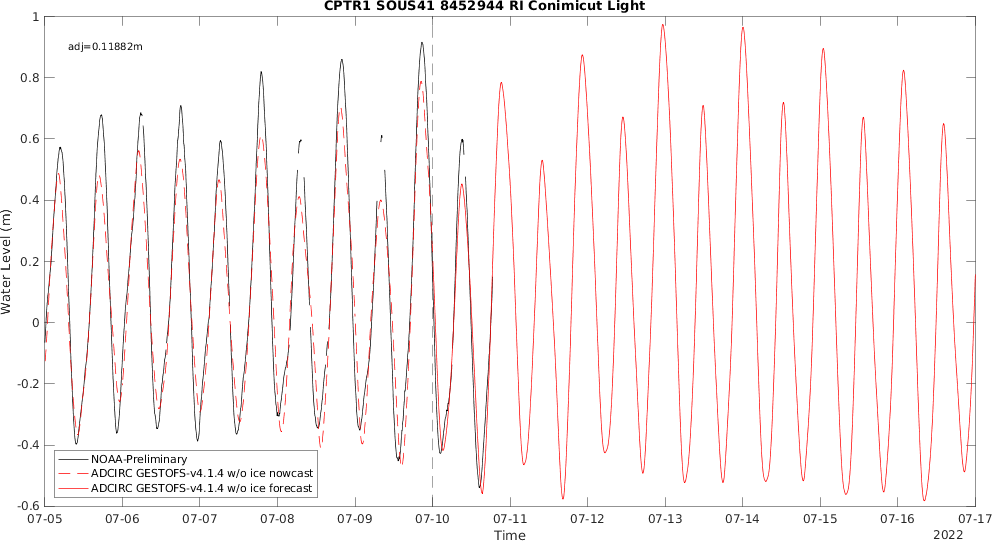 CPTR1 SOUS41 8452944 RI Conimicut Light
adj=0.11882m
1
0.8
0.6
0.4
0.2
0
-0.2
-0.4
-0.6
Water Level (m)
NOAA-Preliminary
ADCIRC GESTOFS-v4.1.4 w/o ice nowcast
ADCIRC GESTOFS-v4.1.4 w/o ice forecast
07-05 07-06 07-07 07-08 07-09 07-10 07-11 07-12 07-13 07-14 07-15 07-16 07-17
Time
2022